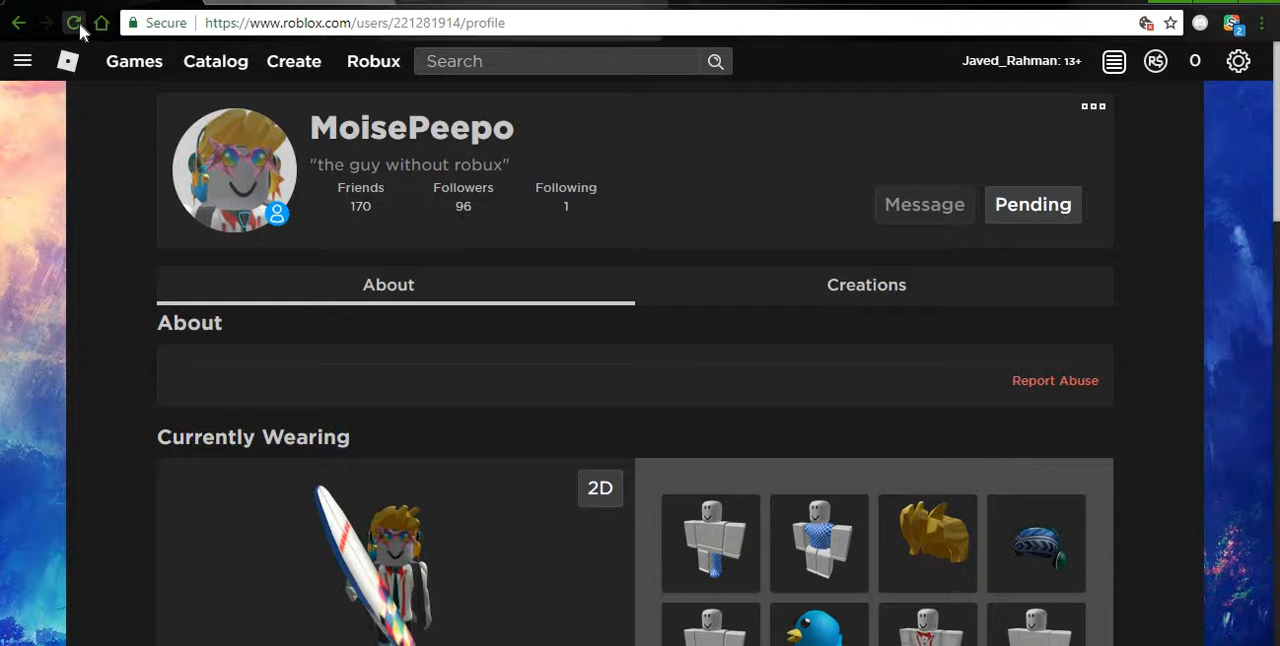 Secure https://www.roblox.com/users/221281914/profile
2
Games Catalog Create Robux Search Javed_Rahman: 13+ R$ 0
MoisePeepo
"the guy without robux"
Friends Followers Following
170 96 1
Message Pending
About Creations
About
Report Abuse
Currently Wearing
2D